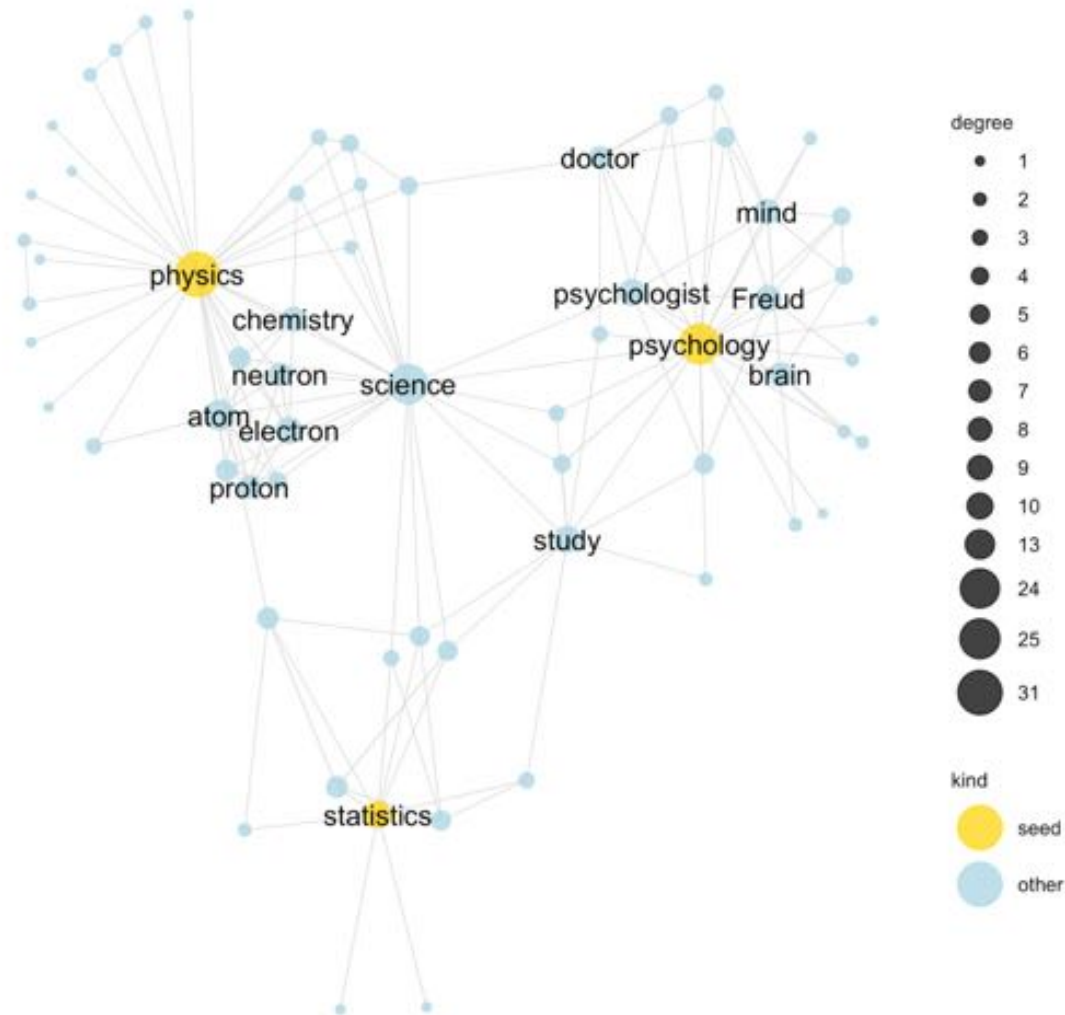 doctor
mind
physics
psychologist
Freud
chemistry
psychology
neutron
science
brain
atom
electron
proton
study
statistics
degree
1
2
3
4
5
6
7
8
9
10
13
24
25
31
kind
seed
other